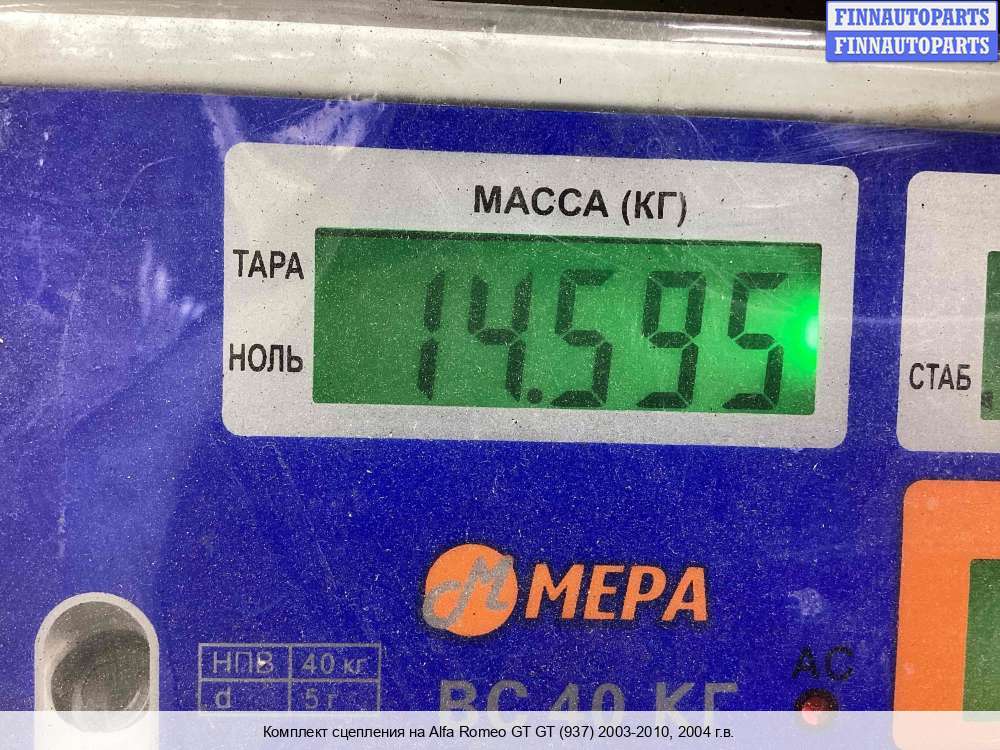 FINNAUTOPARTS
FINNAUTOPARTS
МАССА (КГ)
ТАРА
14.595
НОЛЬ
СТАБ
М МЕРА
НПВ 40 кг
d 5 г
ВС 40 КГ
AC
Комплект сцепления на Alfa Romeo GT GT (937) 2003-2010, 2004 г.в.